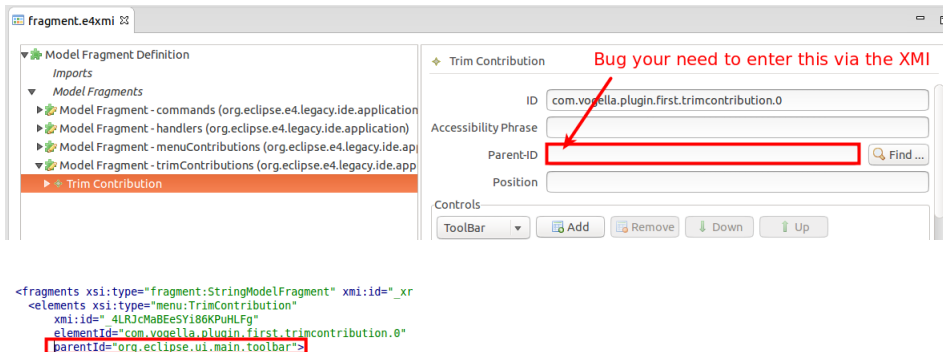 fragment.e4xmi
Model Fragment Definition
Trim Contribution
Bug your need to enter this via the XMI
Imports
Model Fragments
Model Fragment - commands (org.eclipse.e4.legacy.ide.application
Model Fragment - handlers (org.eclipse.e4.legacy.ide.application)
Model Fragment - menuContributions (org.eclipse.e4.legacy.ide.ap
Model Fragment - trimContributions (org.eclipse.e4.legacy.ide.app
Trim Contribution
ID com.vogella.plugin.first.trimcontribution.0
Accessibility Phrase
Parent-ID Find ...
Position
Controls
ToolBar Add Remove Down Up
<fragments xsi:type="fragment:StringModelFragment" xmi:id="_xr
<elements xsi:type="menu:TrimContribution"
xmi:id="_4LRJcMaBEeSYi86KPuHLFg"
elementId="com.vogella.plugin.first.trimcontribution.0"
parentId="org.eclipse.ui.main.toolbar">